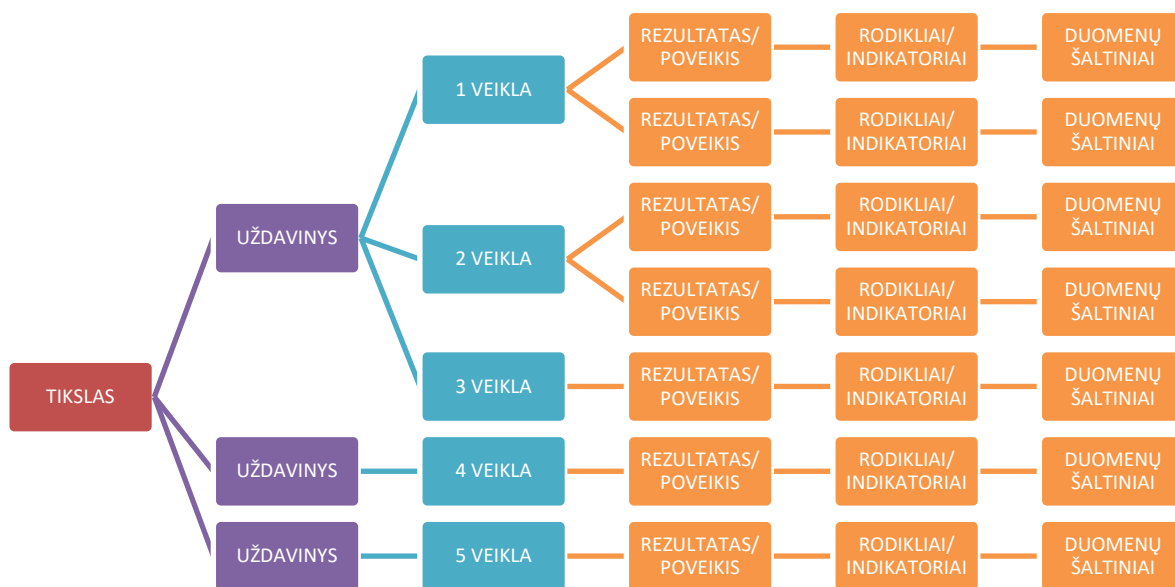 REZULTATAS/
POVEIKIS
RODIKLIAI/
INDIKATORIAI
DUOMENŲ
ŠALTINIAI
1 VEIKLA
REZULTATAS/
POVEIKIS
RODIKLIAI/
INDIKATORIAI
DUOMENŲ
ŠALTINIAI
UŽDAVINYS
REZULTATAS/
POVEIKIS
RODIKLIAI/
INDIKATORIAI
DUOMENŲ
ŠALTINIAI
2 VEIKLA
REZULTATAS/
POVEIKIS
RODIKLIAI/
INDIKATORIAI
DUOMENŲ
ŠALTINIAI
TIKSLAS
3 VEIKLA
REZULTATAS/
POVEIKIS
RODIKLIAI/
INDIKATORIAI
DUOMENŲ
ŠALTINIAI
UŽDAVINYS
4 VEIKLA
REZULTATAS/
POVEIKIS
RODIKLIAI/
INDIKATORIAI
DUOMENŲ
ŠALTINIAI
UŽDAVINYS
5 VEIKLA
REZULTATAS/
POVEIKIS
RODIKLIAI/
INDIKATORIAI
DUOMENŲ
ŠALTINIAI